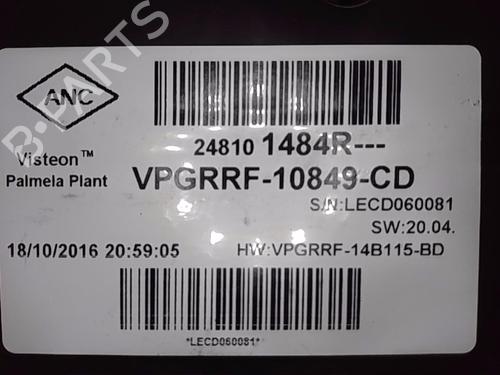 ANC
24810 1484R---
Visteon™
Palmela Plant
VPGRRF-10849-CD
S/N:LECD060081
SW:20.04.
18/10/2016 20:59:05
HW:VPGRRF-14B115-BD
*LECD060081*
B-PARTS